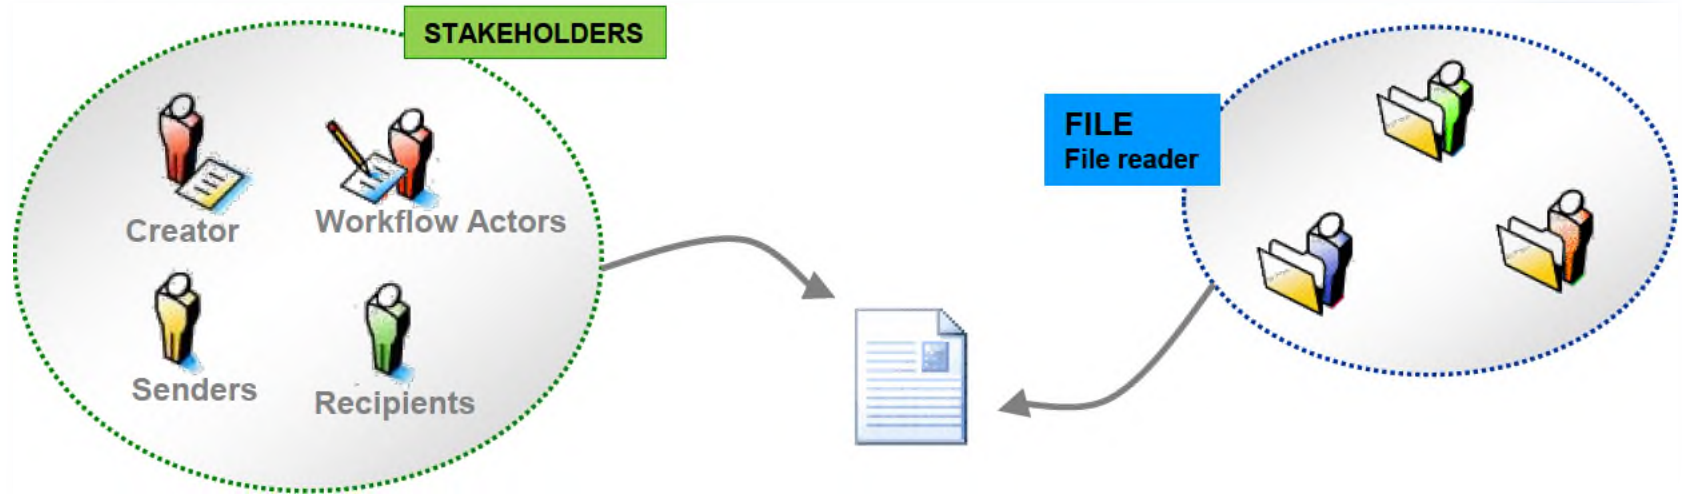 STAKEHOLDERS
Creator
Workflow Actors
Senders
Recipients
FILE
File reader